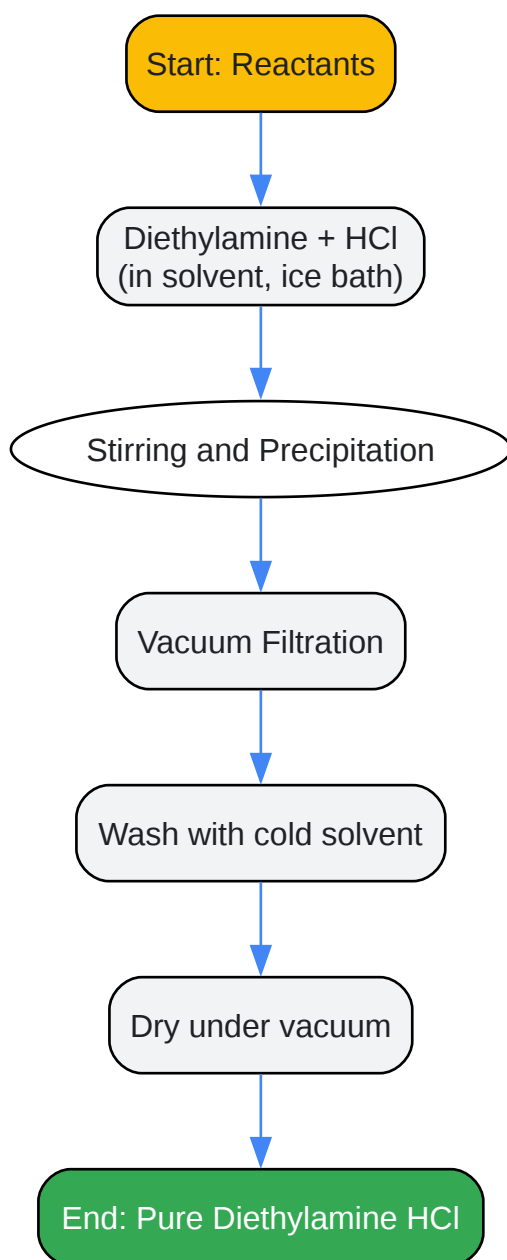 Start: Reactants
Diethylamine + HCl
(in solvent, ice bath)
Stirring and Precipitation
Vacuum Filtration
Wash with cold solvent
Dry under vacuum
End: Pure Diethylamine HCl